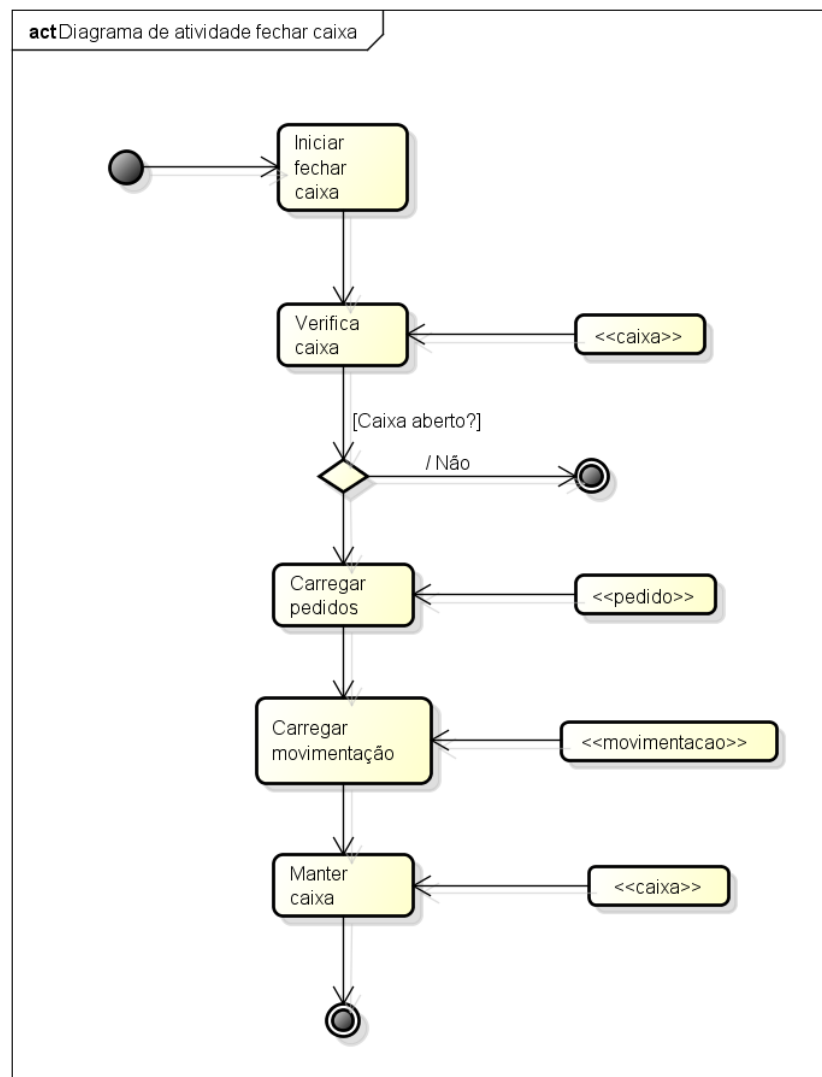 act Diagrama de atividade fechar caixa
Iniciar
fechar
caixa
Verifica
caixa
<<caixa>>
[Caixa aberto?]
/ Não
Carregar
pedidos
<<pedido>>
Carregar
movimentação
<<movimentacao>>
Manter
caixa
<<caixa>>